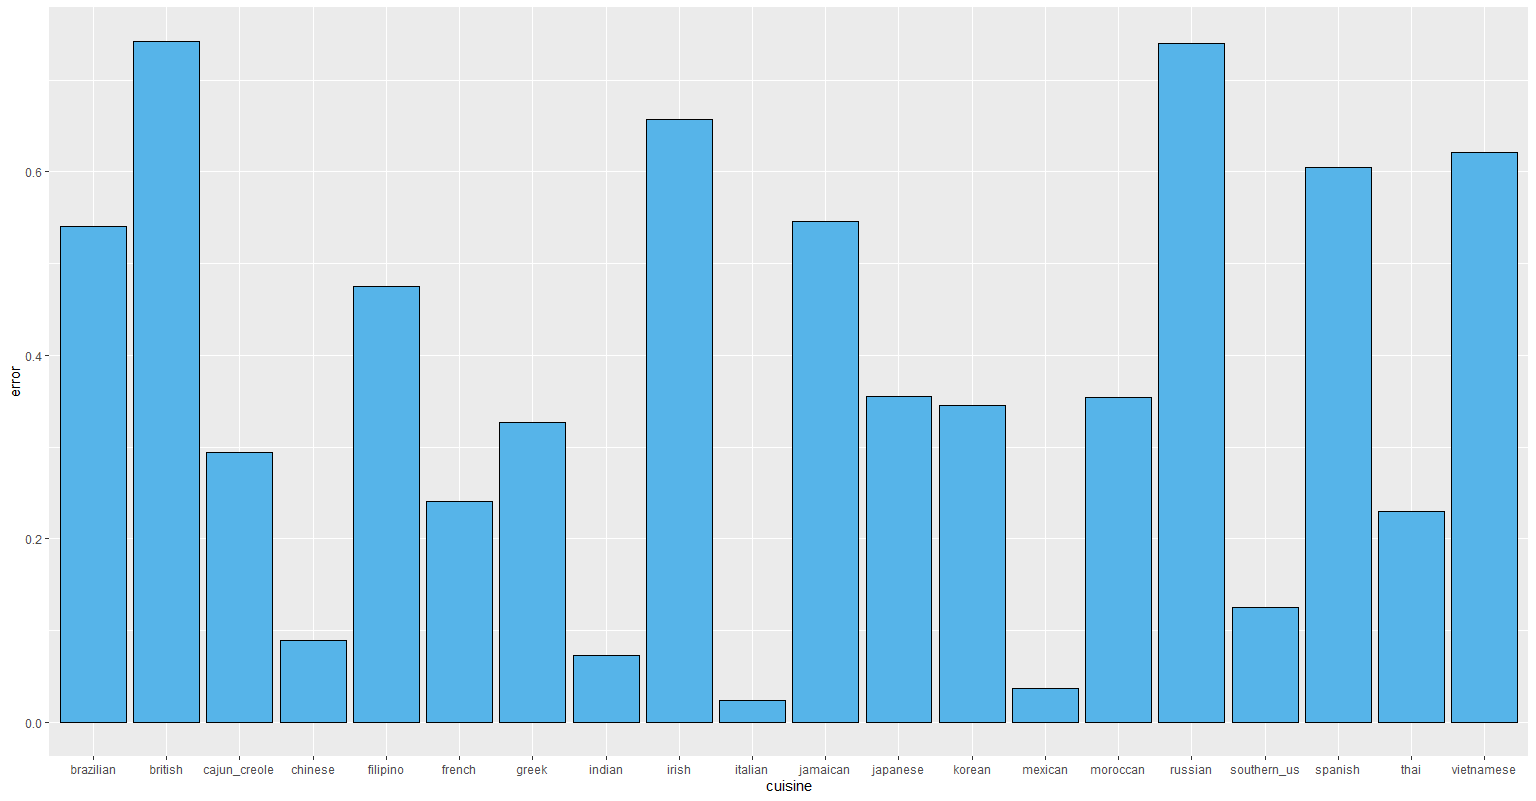 error
0.6
0.4
0.2
0.0
brazilian british cajun_creole chinese filipino french greek indian irish italian jamaican japanese korean mexican moroccan russian southern_us spanish thai vietnamese
cuisine